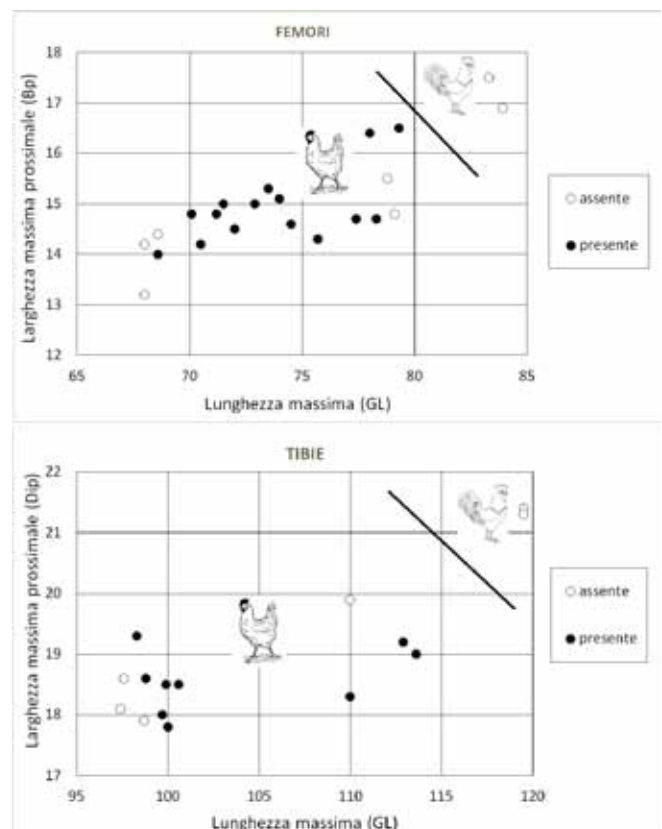 FEMORI
Larghezza massima prossimale (Bp)
18
17
16
15
14
13
12
65 70 75 80 85
Lunghezza massima (GL)
assente
presente
TIBIE
Larghezza massima prossimale (Dip)
22
21
20
19
18
17
95 100 105 110 115 120
Lunghezza massima (GL)
assente
presente